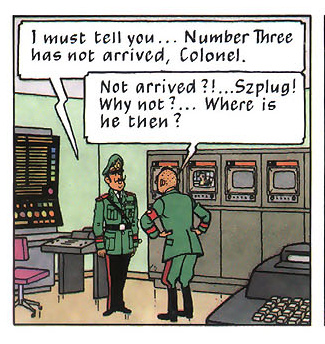 I must tell you... Number Three
has not arrived, Colonel.
Not arrived?!...Szplug!
Why not?... Where is
he then?